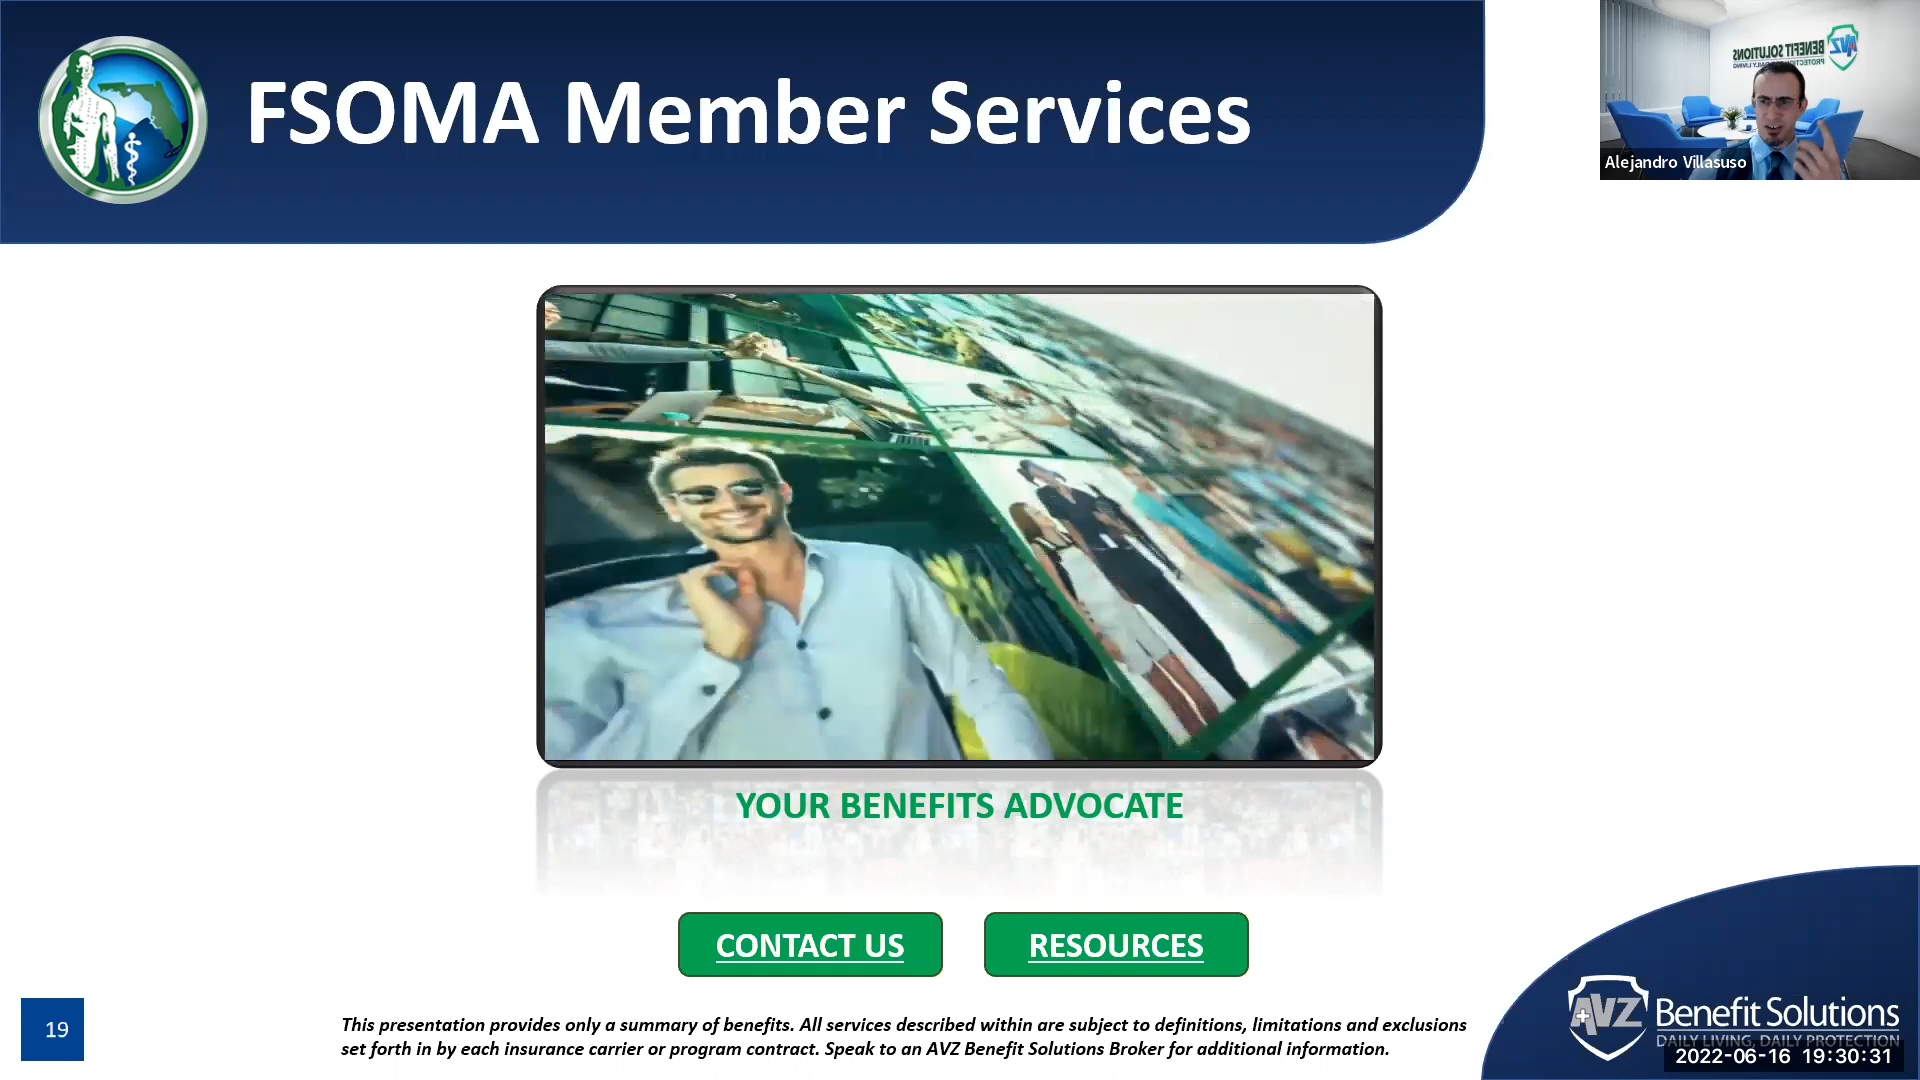 FSOMA Member Services
AVZ BENEFIT SOLUTIONS
Alejandro Villasuso
YOUR BENEFITS ADVOCATE
CONTACT US
RESOURCES
19
This presentation provides only a summary of benefits. All services described within are subject to definitions, limitations and exclusions
set forth in by each insurance carrier or program contract. Speak to an AVZ Benefit Solutions Broker for additional information.
AVZ Benefit Solutions
DAILY LIVING, DAILY PROTECTION
2022-06-16 19:30:31